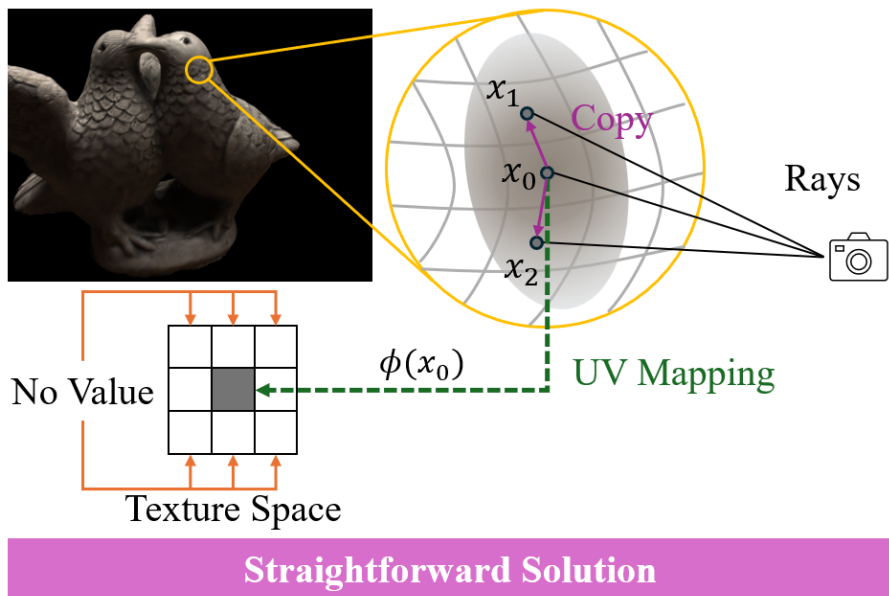 x₁
Copy
x₀
Rays
x₂
ϕ(x₀)
UV Mapping
No Value
Texture Space
Straightforward Solution